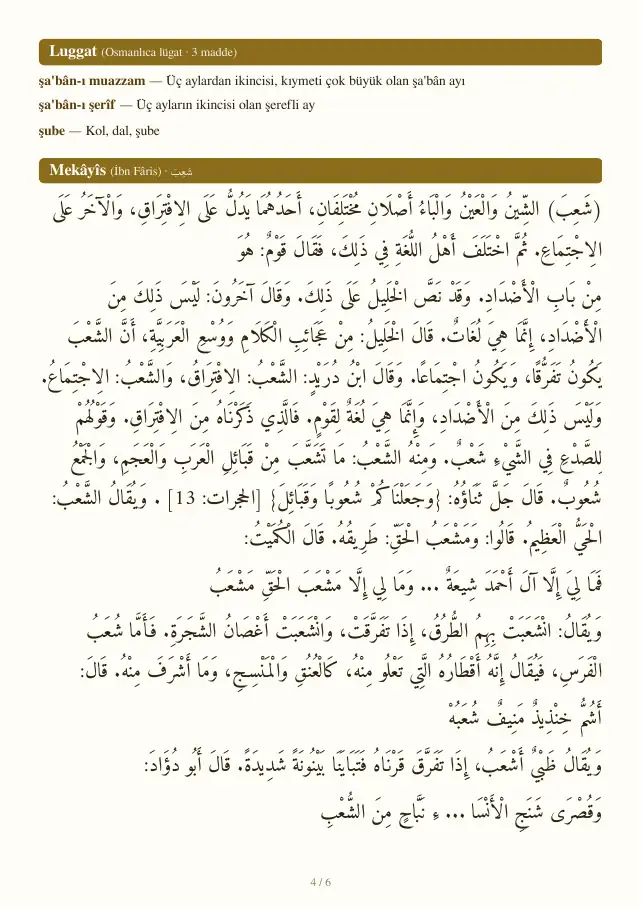 Luggat (Osmanlıca lügat · 3 madde)
şa'bân-ı muazzam — Üç aylardan ikincisi, kıymeti çok büyük olan şa'bân ayı
şa'bân-ı şerîf — Üç ayların ikincisi olan şerefli ay
şube — Kol, dal, şube
Mekâyîs (İbn Fâris) · شعِبَ
(شَعِبَ) الشِّينُ وَالْعَيْنُ وَالْبَاءُ أَصْلَانِ مُخْتَلِفَانِ، أَحَدُهُمَا يَدُلُّ عَلَى الِافْتِرَاقِ، وَالْآخَرُ عَلَى
الِاجْتِمَاعِ. ثُمَّ اخْتَلَفَ أَهْلُ اللُّغَةِ فِي ذَلِكَ، فَقَالَ قَوْمٌ: هُوَ
مِنْ بَابِ الْأَضْدَادِ. وَقَدْ نَصَّ الْخَلِيلُ عَلَى ذَلِكَ. وَقَالَ آخَرُونَ: لَيْسَ ذَلِكَ مِنَ
الْأَضْدَادِ، إِنَّمَا هِيَ لُغَاتٌ. قَالَ الْخَلِيلُ: مِنْ عَجَائِبِ الْكَلَامِ وَوُسْعِ الْعَرَبِيَّةِ، أَنَّ الشَّعْبَ
يَكُونُ تَفَرُّقًا، وَيَكُونُ اجْتِمَاعًا. وَقَالَ ابْنُ دُرَيْدٍ: الشَّعْبُ: الِافْتِرَاقُ، وَالشَّعْبُ: الِاجْتِمَاعُ.
وَلَيْسَ ذَلِكَ مِنَ الْأَضْدَادِ، وَإِنَّمَا هِيَ لُغَةٌ لِقَوْمٍ. فَالَّذِي ذَكَرْنَاهُ مِنَ الِافْتِرَاقِ. وَقَوْلُهُمْ
لِلصَّدْعِ فِي الشَّيْءِ شَعْبٌ. وَمِنْهُ الشَّعْبُ: مَا تَشَعَّبَ مِنْ قَبَائِلِ الْعَرَبِ وَالْعَجَمِ، وَالْجَمْعُ
شُعُوبٌ. قَالَ جَلَّ ثَنَاؤُهُ: {وَجَعَلْنَاكُمْ شُعُوبًا وَقَبَائِلَ} [الحجرات: 13] . وَيُقَالُ الشَّعْبُ:
الْحَيُّ الْعَظِيمُ. قَالُوا: وَمَشْعَبُ الْحَقِّ: طَرِيقُهُ. قَالَ الْكُمَيْتُ:
فَمَا لِيَ إِلَّا آلَ أَحْمَدَ شِيعَةٌ ... وَمَا لِي إِلَّا مَشْعَبَ الْحَقِّ مَشْعَبُ
وَيُقَالُ: انْشَعَبَتْ بِهِمُ الطُّرُقُ، إِذَا تَفَرَّقَتْ، وَانْشَعَبَتْ أَغْصَانُ الشَّجَرَةِ. فَأَمَّا شُعَبُ
الْفَرَسِ، فَيُقَالُ إِنَّهُ أَقْطَارُهُ الَّتِي تَعْلُو مِنْهُ، كَالْعُنُقِ وَالْمَنْسِجِ، وَمَا أَشْرَفَ مِنْهُ. قَالَ:
أَشُمُّ خِنْذِيذٌ مَنِيفٌ شُعَبُهْ
وَيُقَالُ ظَبْيٌ أَشْعَبُ، إِذَا تَفَرَّقَ قَرْنَاهُ فَتَبَايَنَا بَيْنُونَةً شَدِيدَةً. قَالَ أَبُو دُؤَادَ:
وَقُصْرَى شَنَجِ الْأَنْسَا ... ءِ نَبَّاحٍ مِنَ الشُّعْبِ
4 / 6